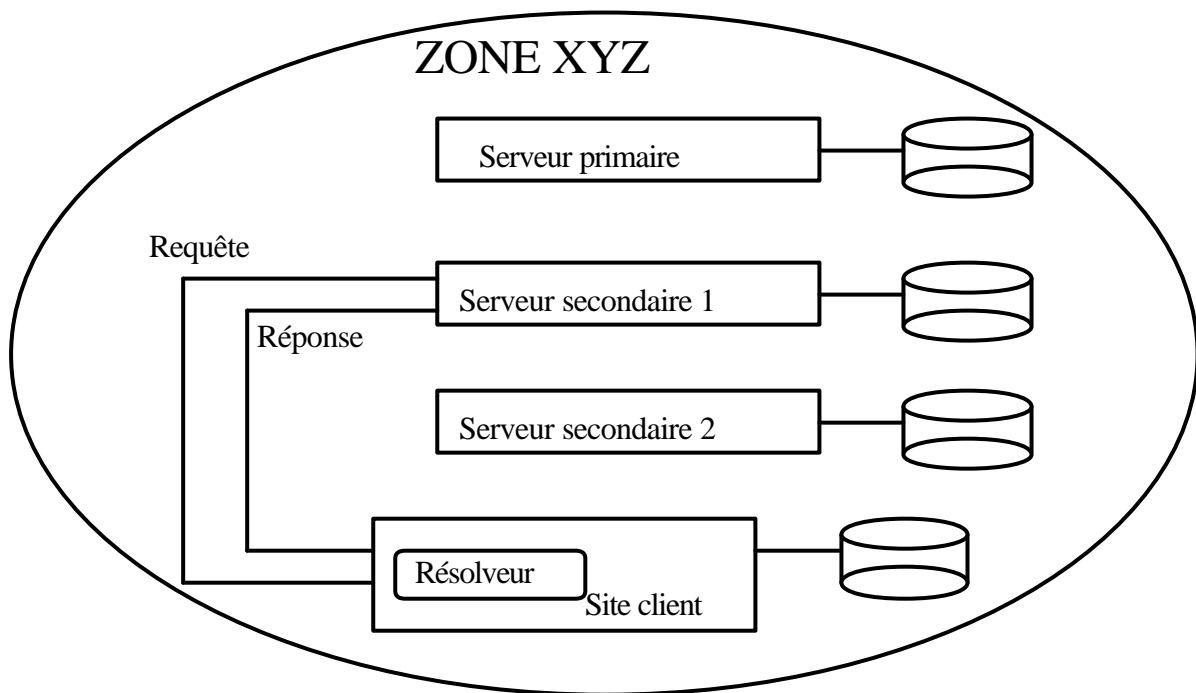 ZONE XYZ
Serveur primaire
Requête
Serveur secondaire 1
Réponse
Serveur secondaire 2
Résolveur
Site client